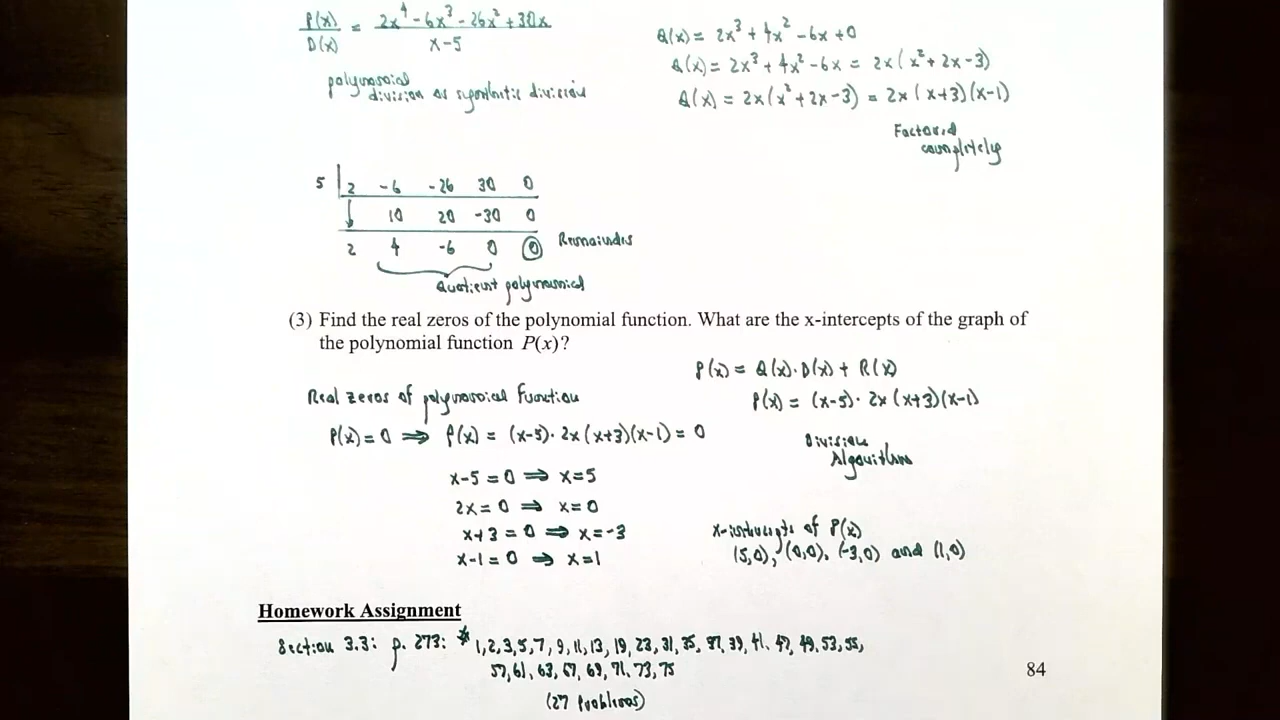 P(x)/D(x) = (2x⁴ - 6x³ - 26x² + 30x)/(x - 5)
polynomial division or synthetic division
Q(x) = 2x³ + 4x² - 6x + 0
Q(x) = 2x³ + 4x² - 6x = 2x(x² + 2x - 3)
Q(x) = 2x(x² + 2x - 3) = 2x(x+3)(x-1)
Factored completely
5 | 2 -6 -26 30 0
↓ 10 20 -30 0
2 4 -6 0 0 Remainder
Quotient polynomial
(3) Find the real zeros of the polynomial function. What are the x-intercepts of the graph of
the polynomial function P(x)?
P(x) = Q(x)·D(x) + R(x)
P(x) = (x-5)·2x(x+3)(x-1)
Division Algorithm
Real zeros of polynomial function
P(x) = 0 ⟹ P(x) = (x-5)·2x(x+3)(x-1) = 0
x-5 = 0 ⟹ x=5
2x = 0 ⟹ x=0
x+3 = 0 ⟹ x=-3
x-1 = 0 ⟹ x=1
x-intercepts of P(x)
(5,0), (0,0), (-3,0) and (1,0)
Homework Assignment
Section 3.3: p. 273: # 1,2,3,5,7,9,11,13,19,23,31,35,37,39,41,47,49,53,55,
57,61,63,67,69,71,73,75
(27 Problems)
84